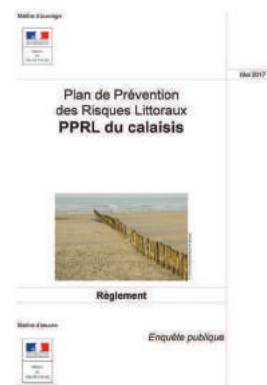 Maître d'ouvrage
Mai 2017
Plan de Prévention
des Risques Littoraux
PPRL du calaisis
Règlement
Maître d'œuvre
Enquête publique